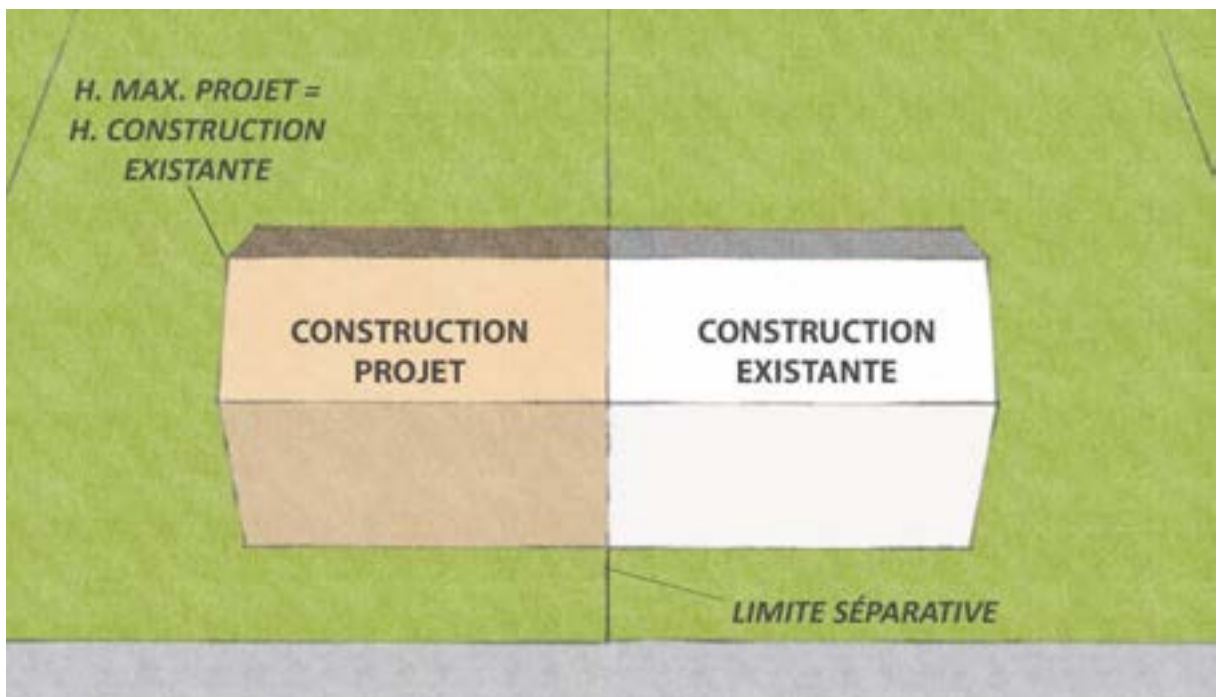 H. MAX. PROJET =
H. CONSTRUCTION
EXISTANTE
CONSTRUCTION
PROJET
CONSTRUCTION
EXISTANTE
LIMITE SÉPARATIVE